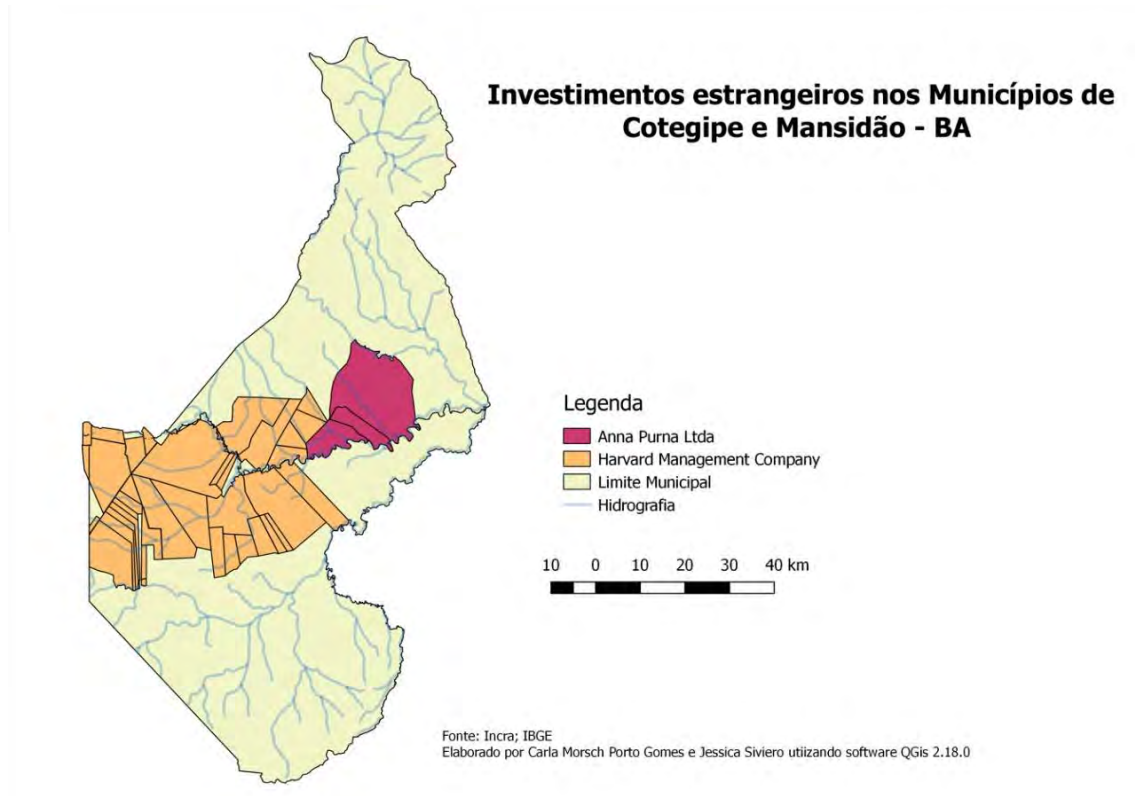 Investimentos estrangeiros nos Municípios de
Cotegipe e Mansidão - BA
Legenda
Anna Purna Ltda
Harvard Management Company
Limite Municipal
Hidrografia
10 0 10 20 30 40 km
Fonte: Incra; IBGE
Elaborado por Carla Morsch Porto Gomes e Jessica Siviero utiizando software QGis 2.18.0